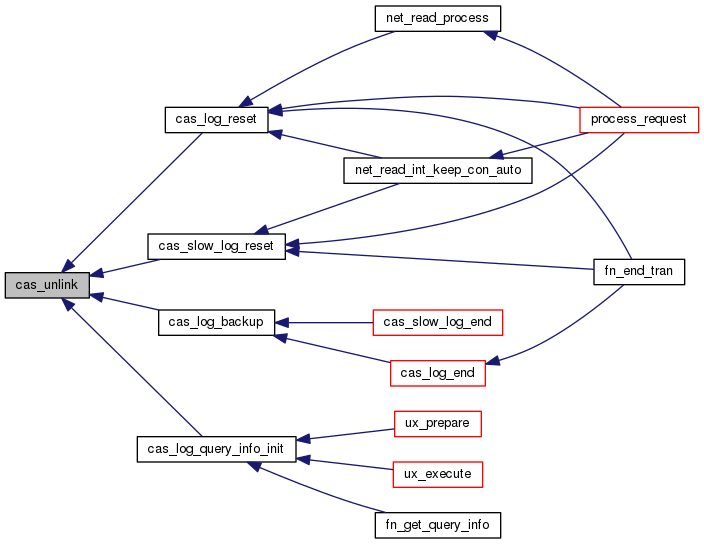 net_read_process
cas_log_reset
process_request
net_read_int_keep_con_auto
cas_slow_log_reset
fn_end_tran
cas_unlink
cas_log_backup
cas_slow_log_end
cas_log_end
ux_prepare
cas_log_query_info_init
ux_execute
fn_get_query_info